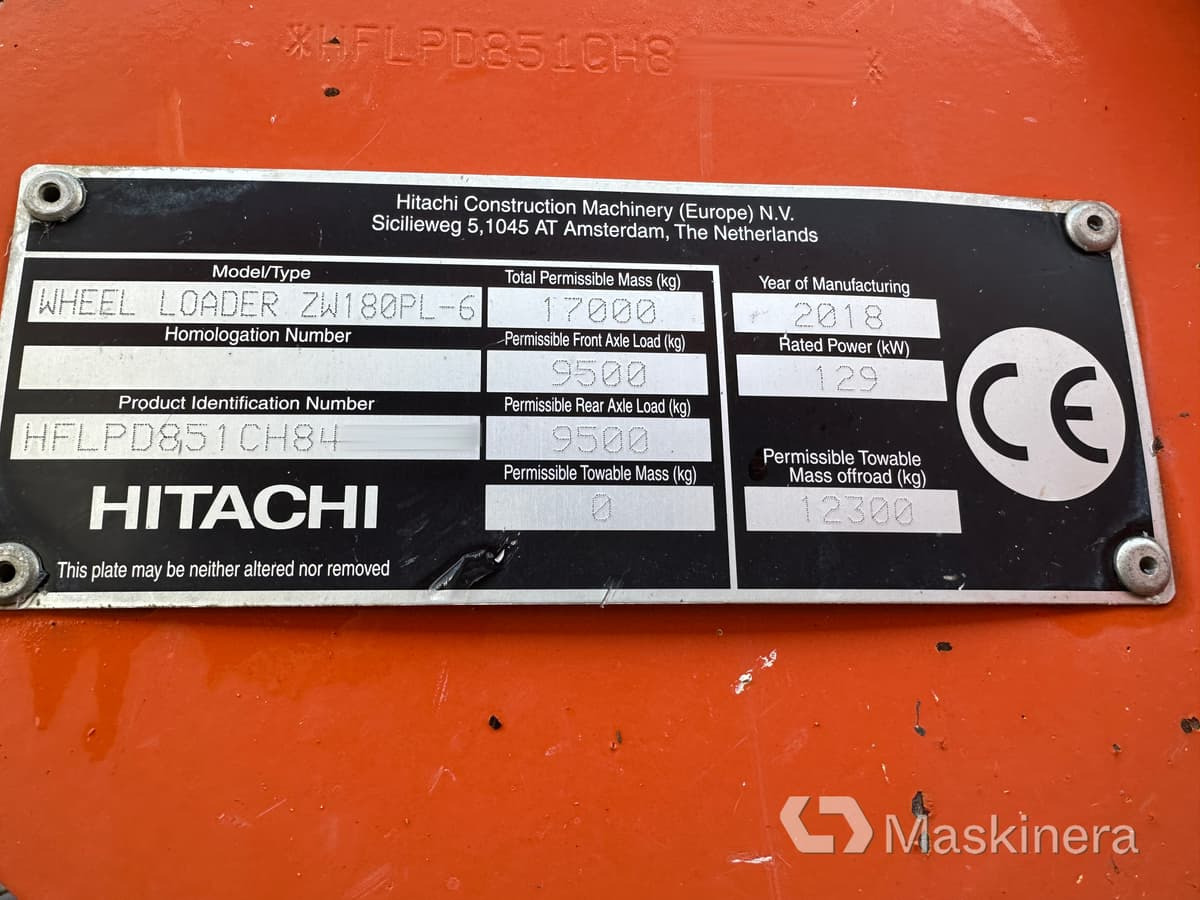 *HFLPD851CH8 *
Hitachi Construction Machinery (Europe) N.V.
Sicilieweg 5,1045 AT Amsterdam, The Netherlands
Model/Type
WHEEL LOADER ZW180PL-6
Homologation Number
Product Identification Number
HFLPD851CH84
HITACHI
This plate may be neither altered nor removed
Total Permissible Mass (kg)
17000
Permissible Front Axle Load (kg)
9500
Permissible Rear Axle Load (kg)
9500
Permissible Towable Mass (kg)
0
Year of Manufacturing
2018
Rated Power (kW)
129
Permissible Towable
Mass offroad (kg)
12300
CE
Maskinera